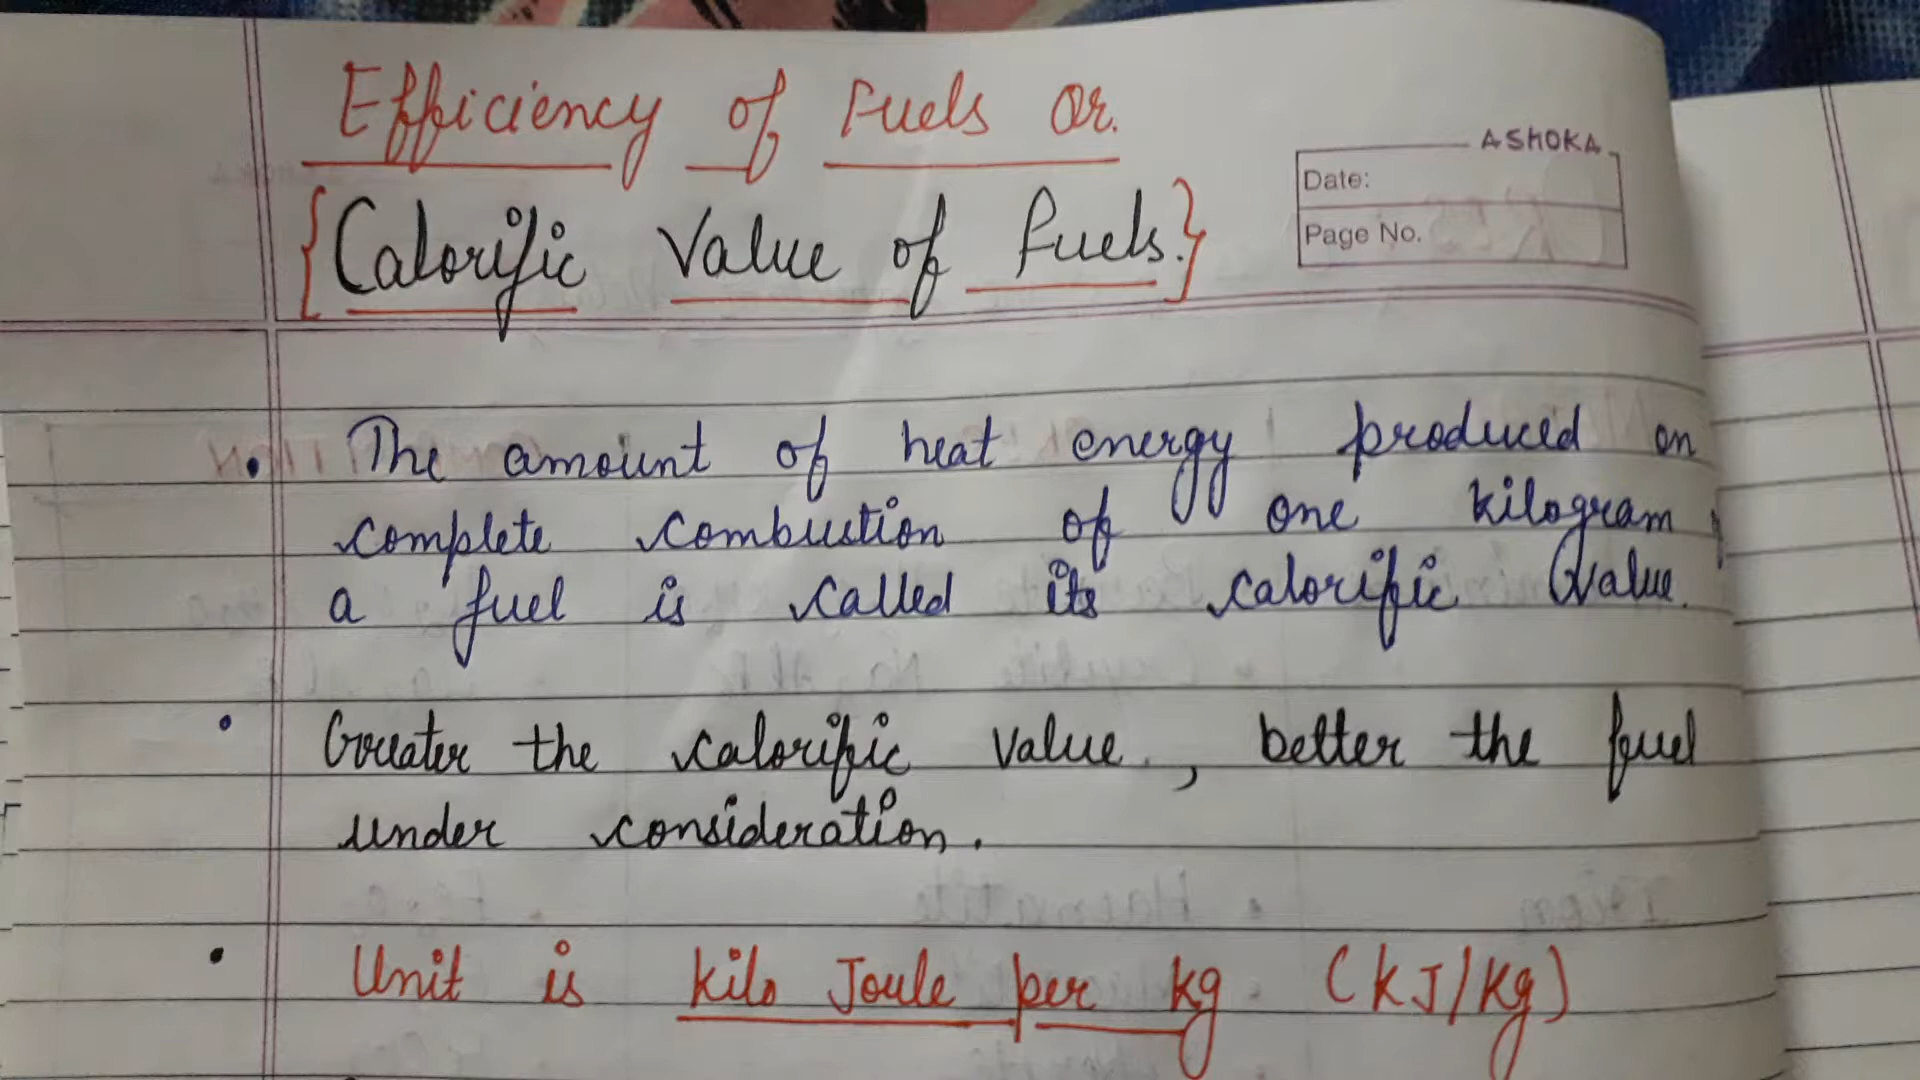 Efficiency of Fuels or.
{Calorific Value of fuels.}
ASHOKA
Date:
Page No.
• The amount of heat energy produced on
complete combustion of one kilogram
a fuel is called its calorific value.
• Greater the calorific value, better the fuel
under consideration.
• Unit is kilo Joule per kg. (kJ/kg)